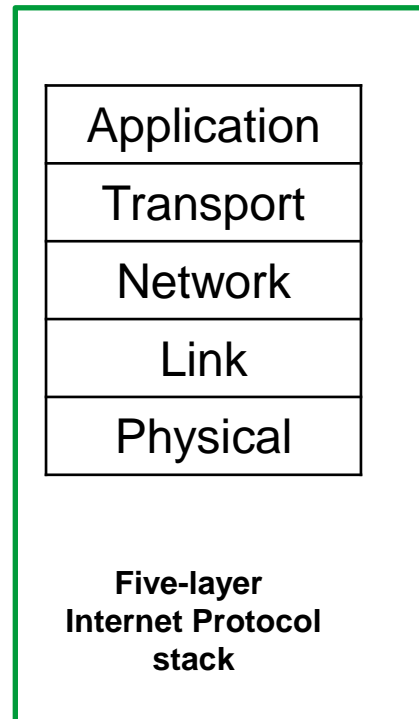 Application
Transport
Network
Link
Physical
Five-layer
Internet Protocol
stack